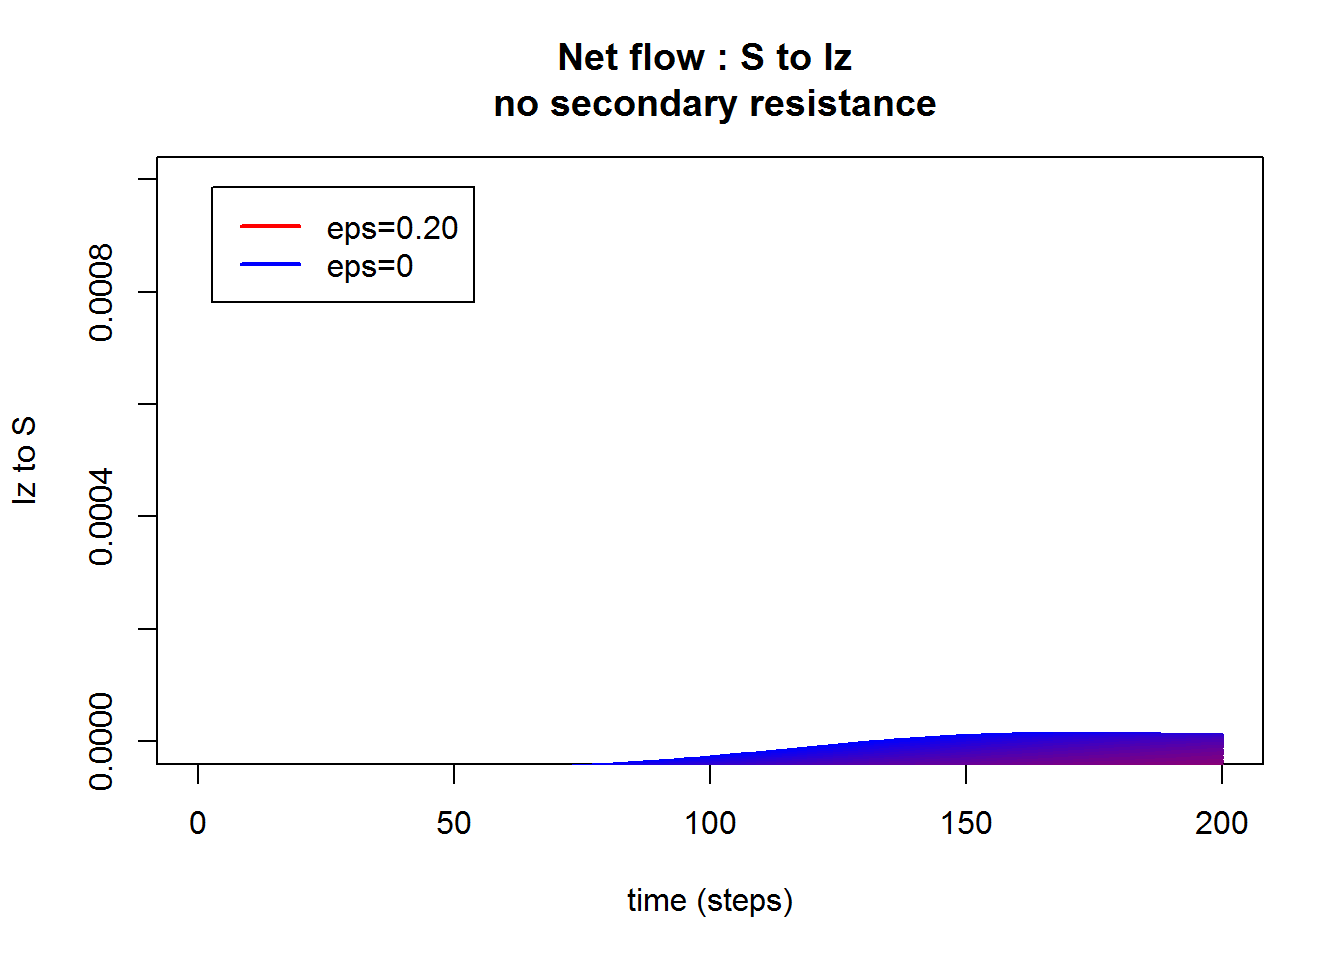 Net flow : S to Iz
no secondary resistance
eps=0.20
eps=0
Iz to S
0.0008
0.0004
0.0000
0
50
100
150
200
time (steps)